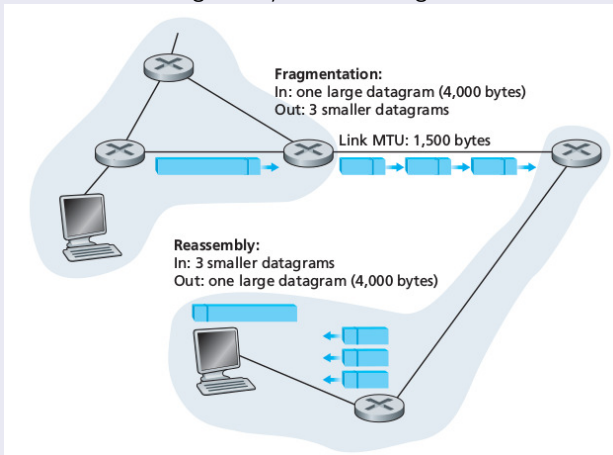 Fragmentation:
In: one large datagram (4,000 bytes)
Out: 3 smaller datagrams
Link MTU: 1,500 bytes
Reassembly:
In: 3 smaller datagrams
Out: one large datagram (4,000 bytes)